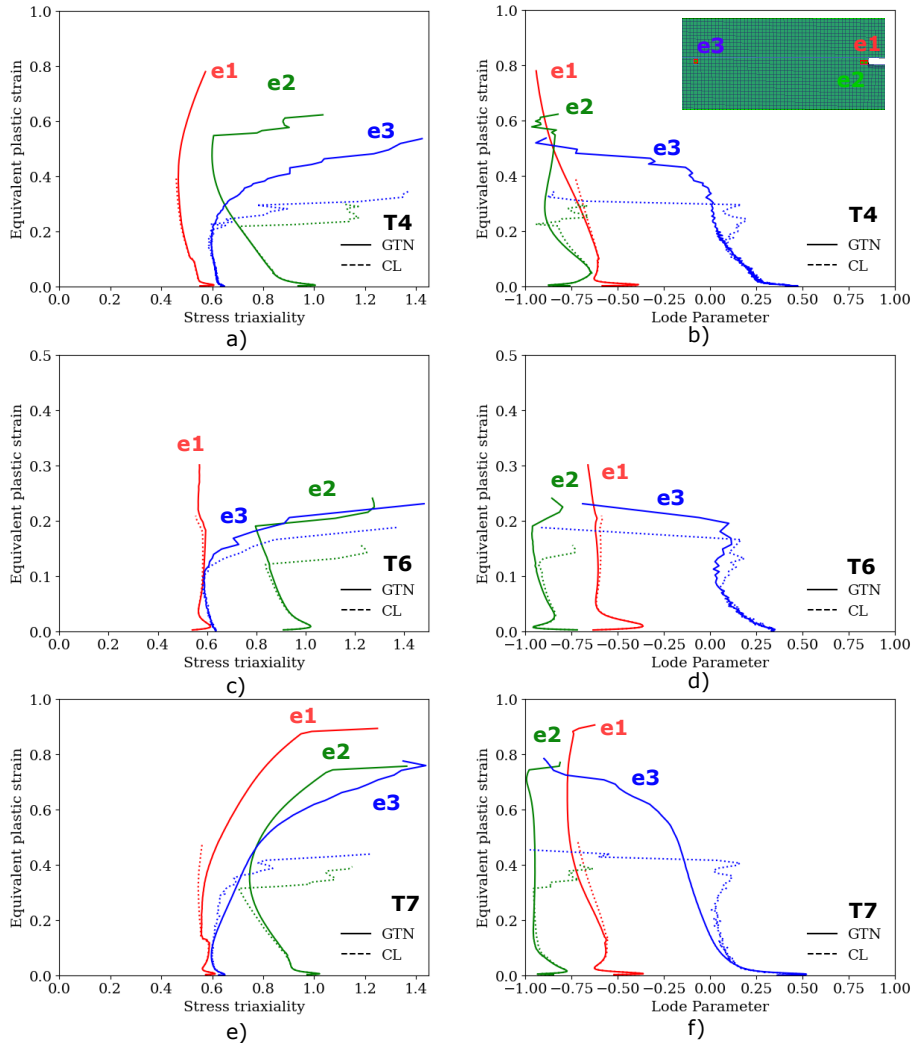 1.0
0.8
0.6
0.4
0.2
0.0
Equivalent plastic strain
0.0 0.2 0.4 0.6 0.8 1.0 1.2 1.4
Stress triaxiality
e1
e2
e3
T4
GTN
CL
a)
1.0
0.8
0.6
0.4
0.2
0.0
Equivalent plastic strain
−1.00 −0.75 −0.50 −0.25 0.00 0.25 0.50 0.75 1.00
Lode Parameter
e3
e1
e2
e1
e2
e3
T4
GTN
CL
b)
0.5
0.4
0.3
0.2
0.1
0.0
Equivalent plastic strain
0.0 0.2 0.4 0.6 0.8 1.0 1.2 1.4
Stress triaxiality
e1
e2
e3
T6
GTN
CL
c)
0.5
0.4
0.3
0.2
0.1
0.0
Equivalent plastic strain
−1.00 −0.75 −0.50 −0.25 0.00 0.25 0.50 0.75 1.00
Lode Parameter
e1
e2
e3
T6
GTN
CL
d)
1.0
0.8
0.6
0.4
0.2
0.0
Equivalent plastic strain
0.0 0.2 0.4 0.6 0.8 1.0 1.2 1.4
Stress triaxiality
e1
e2
e3
T7
GTN
CL
e)
1.0
0.8
0.6
0.4
0.2
0.0
Equivalent plastic strain
−1.00 −0.75 −0.50 −0.25 0.00 0.25 0.50 0.75 1.00
Lode Parameter
e2
e1
e3
T7
GTN
CL
f)